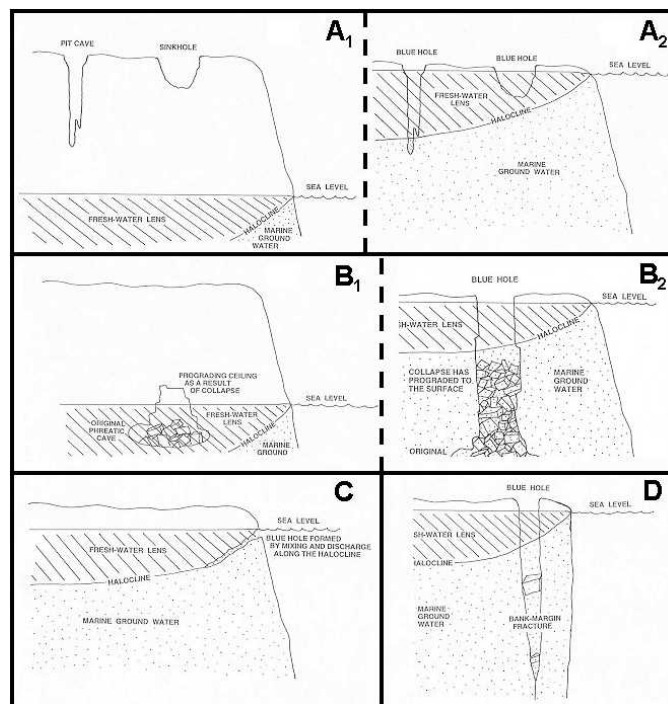 A1
PIT CAVE
SINKHOLE
SEA LEVEL
FRESH-WATER LENS
HALOCLINE
MARINE
GROUND
WATER
A2
BLUE HOLE
BLUE HOLE
SEA LEVEL
FRESH-WATER
LENS
HALOCLINE
MARINE
GROUND WATER
B1
PROGRADING CEILING
AS A RESULT
OF COLLAPSE
SEA LEVEL
ORIGINAL
PHREATIC
CAVE
FRESH-WATER
LENS
HALOCLINE
MARINE
GROUND
B2
BLUE HOLE
SEA LEVEL
SH-WATER LENS
HALOCLINE
COLLAPSE HAS
PROGRADED TO
THE SURFACE
MARINE
GROUND
WATER
ORIGINAL
C
SEA LEVEL
FRESH-WATER LENS
BLUE HOLE FORMED
BY MIXING AND DISCHARGE
ALONG THE HALOCLINE
HALOCLINE
MARINE GROUND WATER
D
BLUE HOLE
SEA LEVEL
SH-WATER LENS
HALOCLINE
MARINE
GROUND
WATER
BANK-MARGIN
FRACTURE